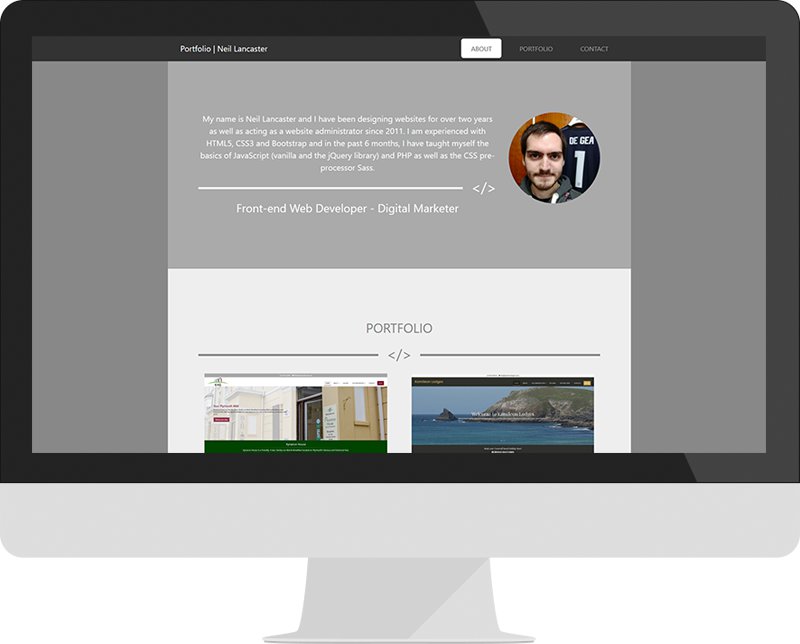 Portfolio | Neil Lancaster
ABOUT
PORTFOLIO
CONTACT
My name is Neil Lancaster and I have been designing websites for over two years
as well as acting as a website administrator since 2011. I am experienced with
HTML5, CSS3 and Bootstrap and in the past 6 months, I have taught myself the
basics of JavaScript (vanilla and the jQuery library) and PHP as well as the CSS pre-
processor Sass.
</>
Front-end Web Developer - Digital Marketer
DE GEA
1
PORTFOLIO
</>
Kamileon Lodges
Welcome to Kamileon Lodges